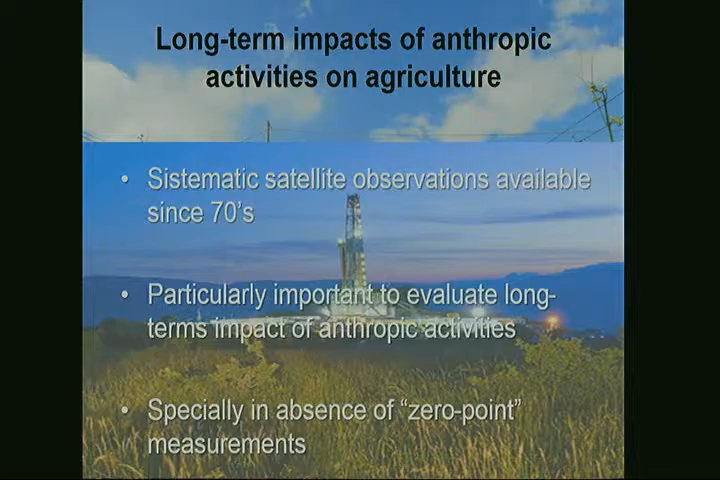 Long-term impacts of anthropic
activities on agriculture
• Sistematic satellite observations available
since 70's
• Particularly important to evaluate long-
terms impact of anthropic activities
• Specially in absence of “zero-point”
measurements